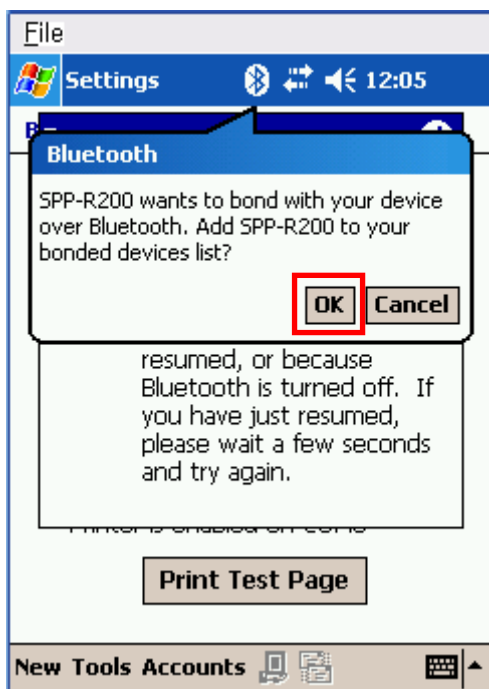 File
Settings 12:05
Bluetooth
SPP-R200 wants to bond with your device
over Bluetooth. Add SPP-R200 to your
bonded devices list?
OK Cancel
resumed, or because
Bluetooth is turned off. If
you have just resumed,
please wait a few seconds
and try again.
Print Test Page
New Tools Accounts